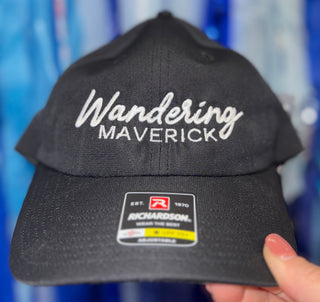 Wandering
MAVERICK
EST. R 1970
RICHARDSON
WEAR THE BEST
ADJUSTABLE